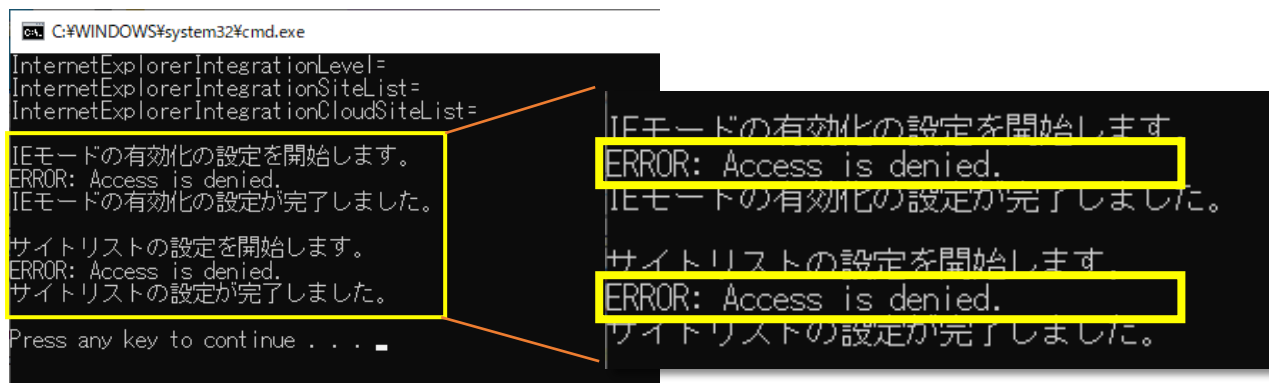 C:¥WINDOWS¥system32¥cmd.exe
InternetExplorerIntegrationLevel=
InternetExplorerIntegrationSiteList=
InternetExplorerIntegrationCloudSiteList=
IEモードの有効化の設定を開始します。
ERROR: Access is denied.
IEモードの有効化の設定が完了しました。
サイトリストの設定を開始します。
ERROR: Access is denied.
サイトリストの設定が完了しました。
Press any key to continue . . .
IEモードの有効化の設定を開始します。
ERROR: Access is denied.
IEモードの有効化の設定が完了しました。
サイトリストの設定を開始します。
ERROR: Access is denied.
サイトリストの設定が完了しました。